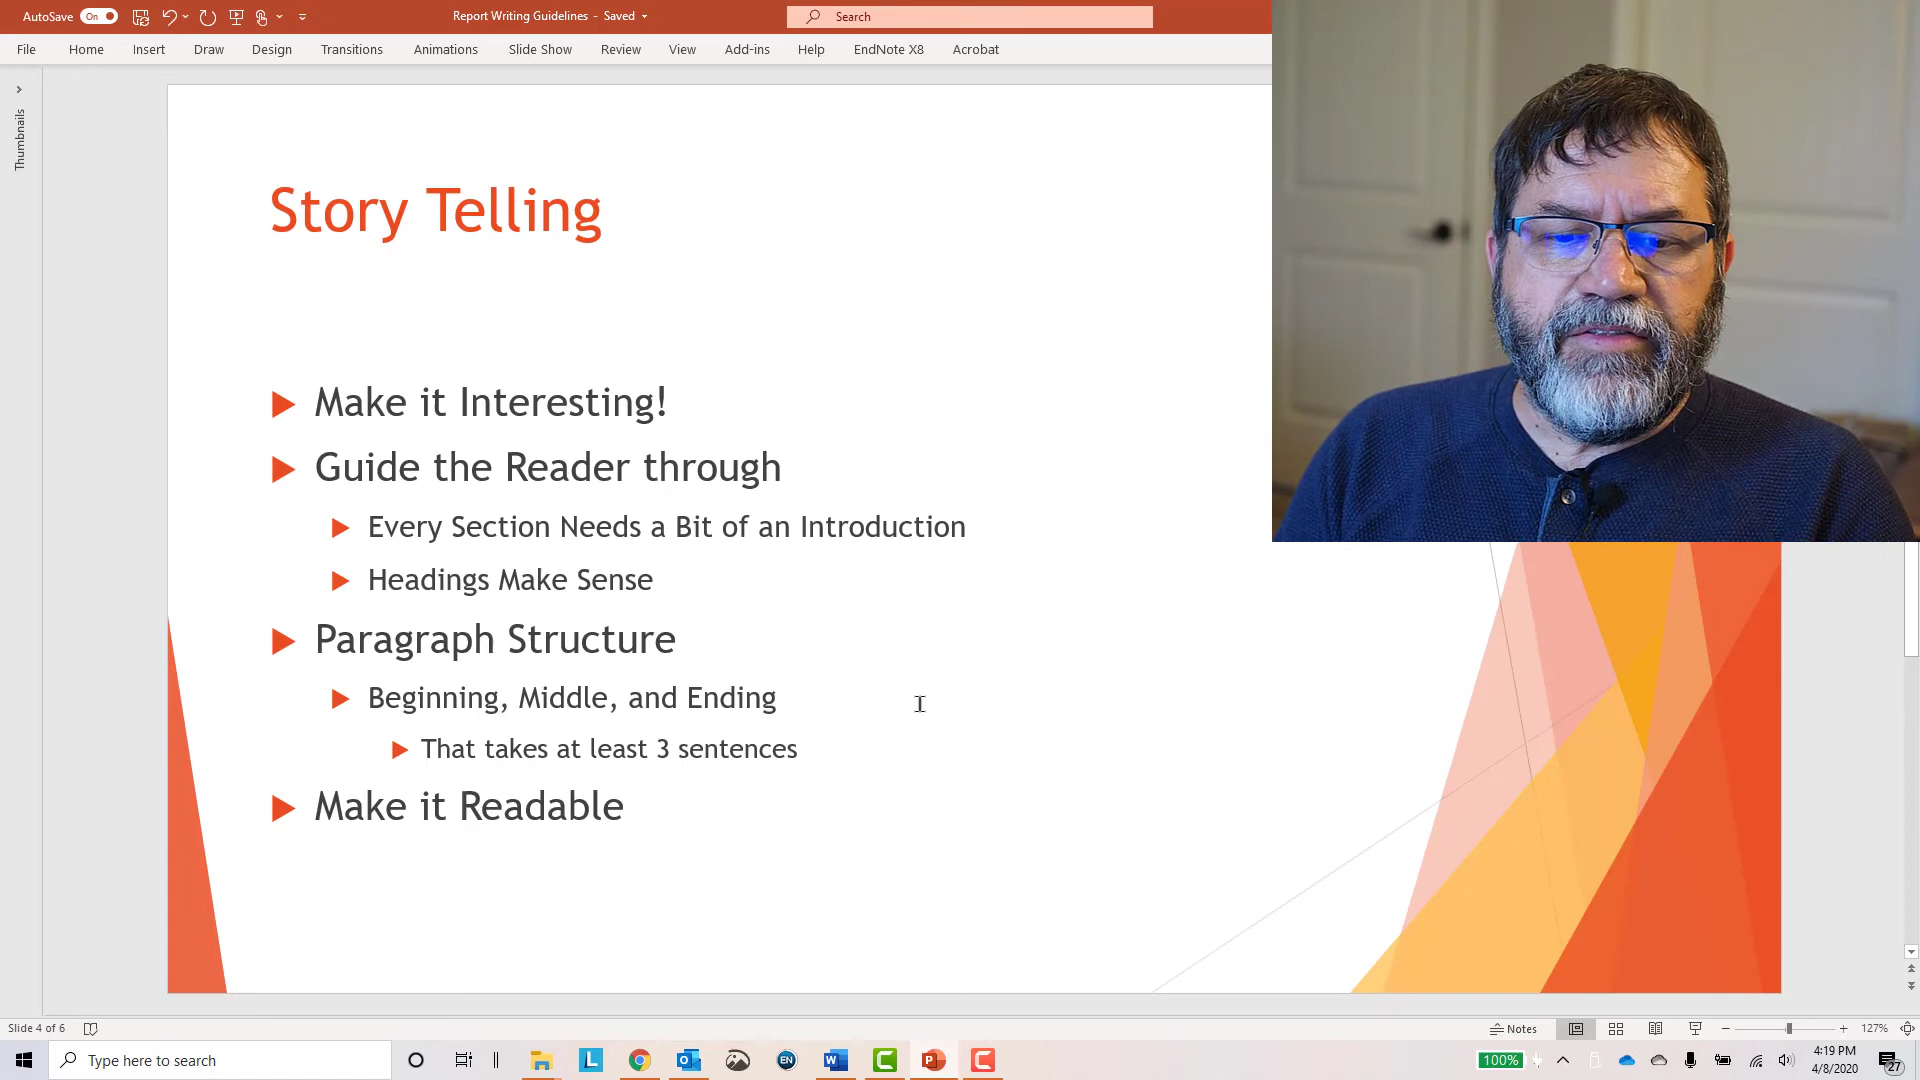 AutoSave On Report Writing Guidelines - Saved Search
File Home Insert Draw Design Transitions Animations Slide Show Review View Add-ins Help EndNote X8 Acrobat
Thumbnails
Story Telling
Make it Interesting!
Guide the Reader through
Every Section Needs a Bit of an Introduction
Headings Make Sense
Paragraph Structure
Beginning, Middle, and Ending
That takes at least 3 sentences
Make it Readable
Slide 4 of 6 Notes 127%
Type here to search L EN 100% 4:19 PM
4/8/2020 27